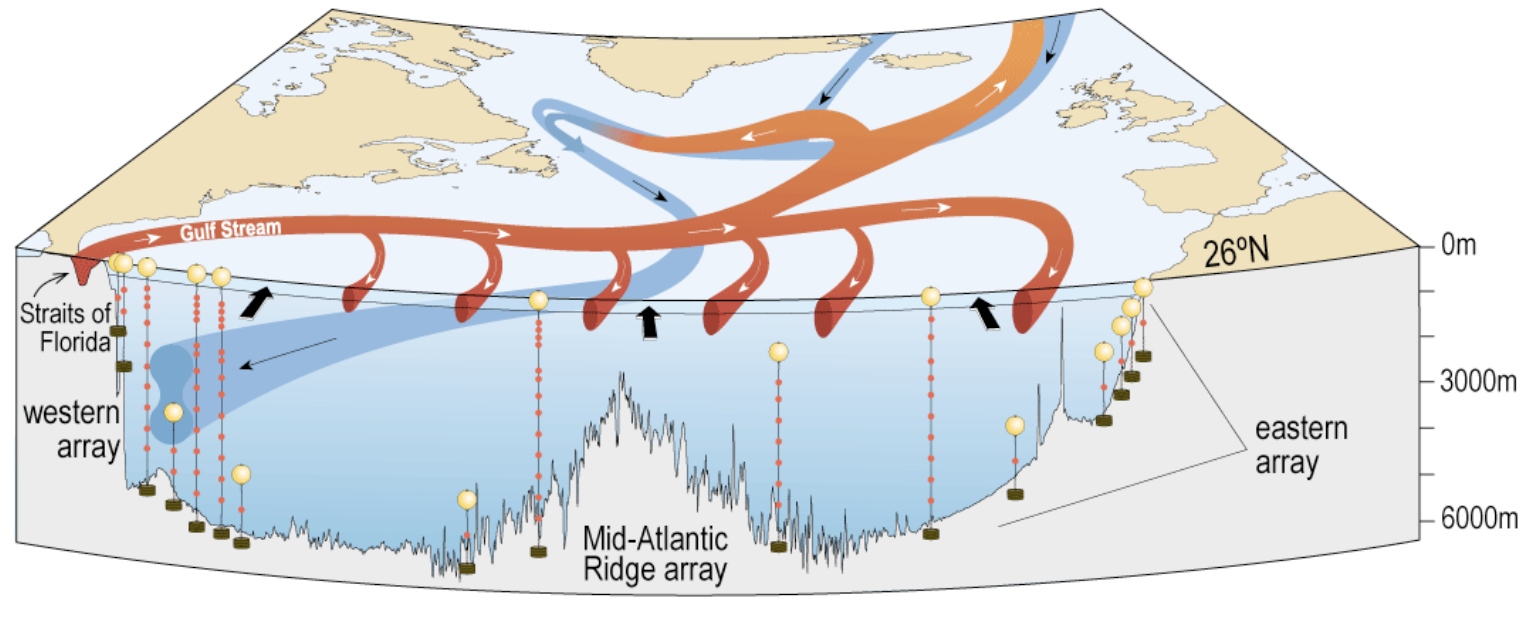 Gulf Stream
26ºN
0m
Straits of
Florida
3000m
western
array
eastern
array
6000m
Mid-Atlantic
Ridge array